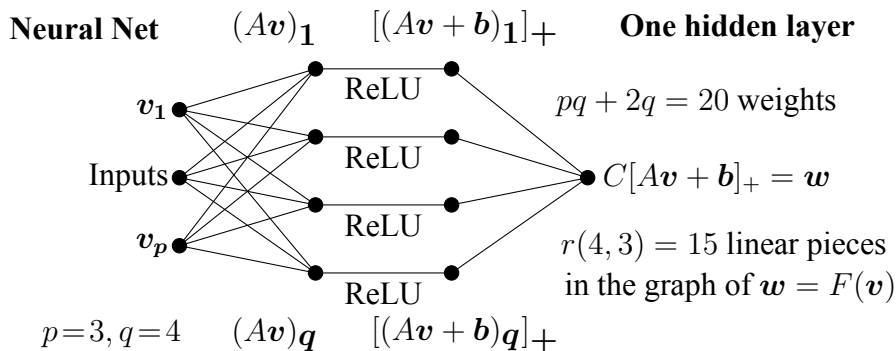 Neural Net (Av)₁ [(Av + b)₁]₊ One hidden layer
ReLU
v₁
pq + 2q = 20 weights
ReLU
Inputs
C[Av + b]₊ = w
ReLU
vₚ
r(4, 3) = 15 linear pieces
ReLU
in the graph of w = F(v)
p=3, q=4 (Av)q [(Av + b)q]₊